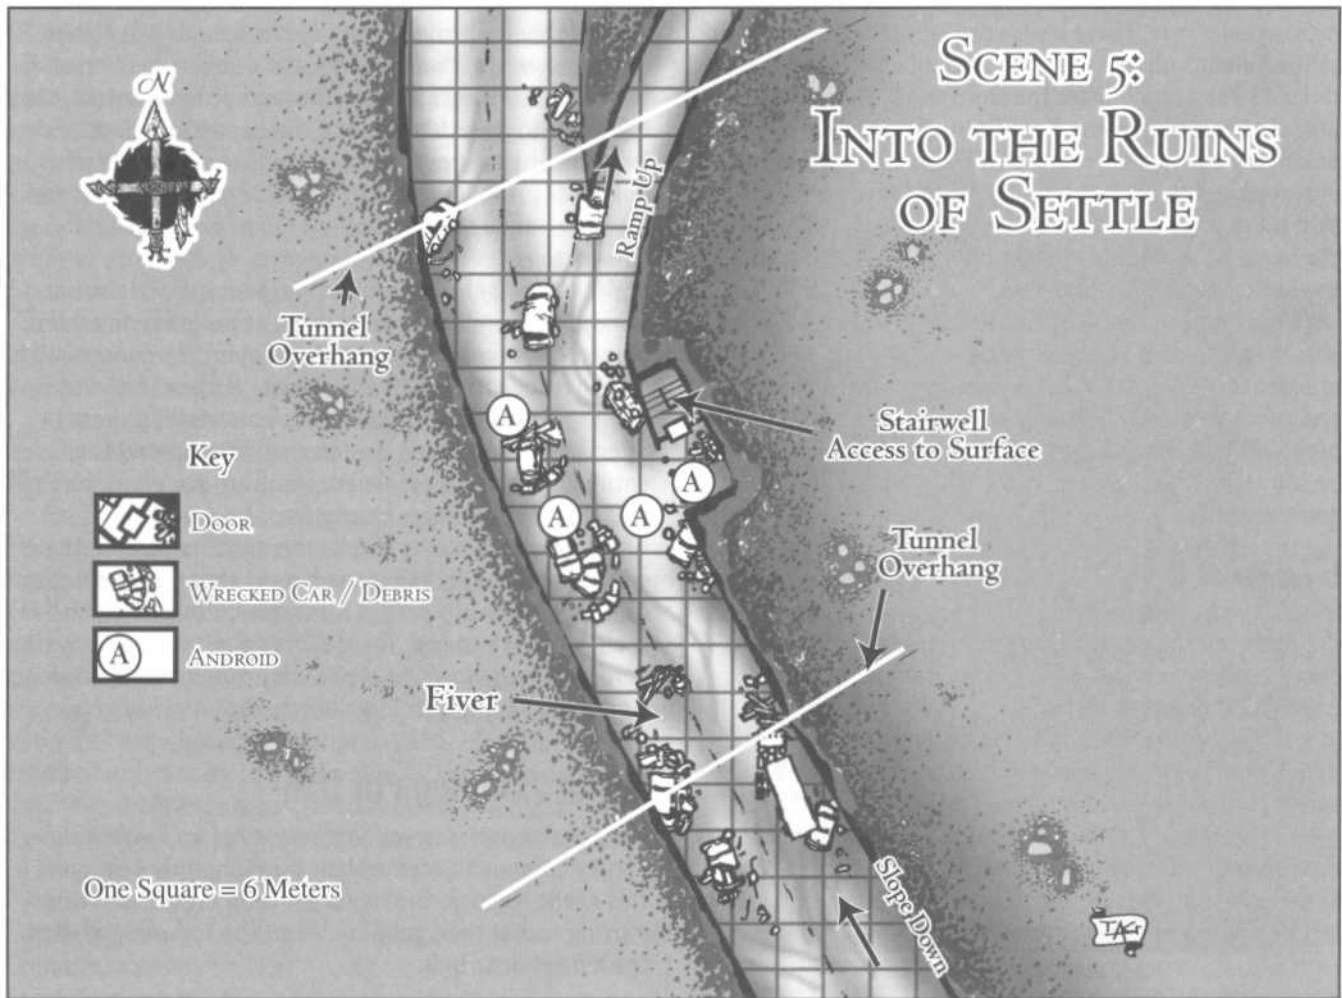 N
SCENE 5:
INTO THE RUINS
OF SETTLE
Ramp Up
Tunnel
Overhang
Stairwell
Access to Surface
A
A
A
A
Key
DOOR
WRECKED CAR / DEBRIS
A
ANDROID
Tunnel
Overhang
Fiver
One Square = 6 Meters
Slope Down